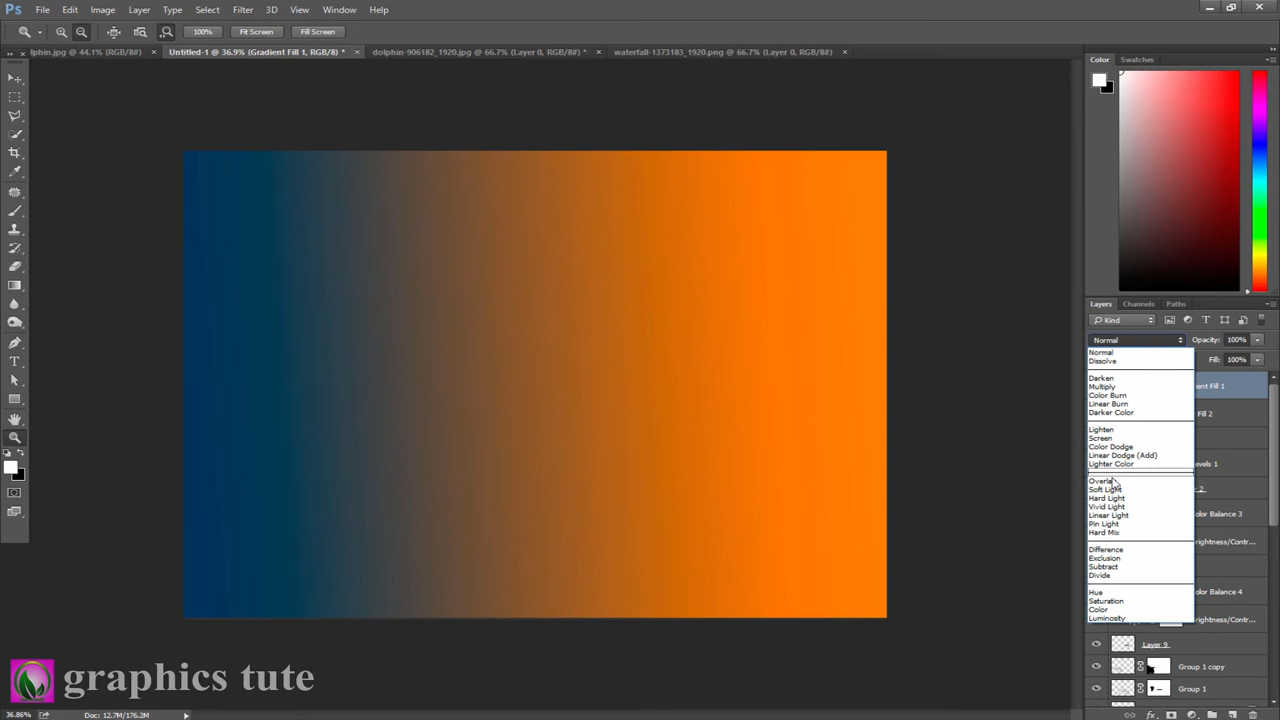 Ps File Edit Image Layer Type Select Filter 3D View Window Help
100% Fit Screen Fill Screen
lphin.jpg @ 44.1% (RGB/8#) × Untitled-1 @ 36.9% (Gradient Fill 1, RGB/8) * × dolphin-906182_1920.jpg @ 66.7% (Layer 0, RGB/8#) * × waterfall-1373183_1920.png @ 66.7% (Layer 0, RGB/8#) ×
Color Swatches
Layers Channels Paths
Kind
Normal Opacity: 100%
Normal
Dissolve
Fill: 100%
Darken
Multiply
Color Burn
Linear Burn
Darker Color
Lighten
Screen
Color Dodge
Linear Dodge (Add)
Lighter Color
Overlay
Soft Light
Hard Light
Vivid Light
Linear Light
Pin Light
Hard Mix
Difference
Exclusion
Subtract
Divide
Hue
Saturation
Color
Luminosity
ent Fill 1
Fill 2
evels 1
2
olor Balance 3
rightness/Contr...
olor Balance 4
rightness/Contr...
Layer 9
Group 1 copy
Group 1
graphics tute
36.86% Doc: 12.7M/176.2M